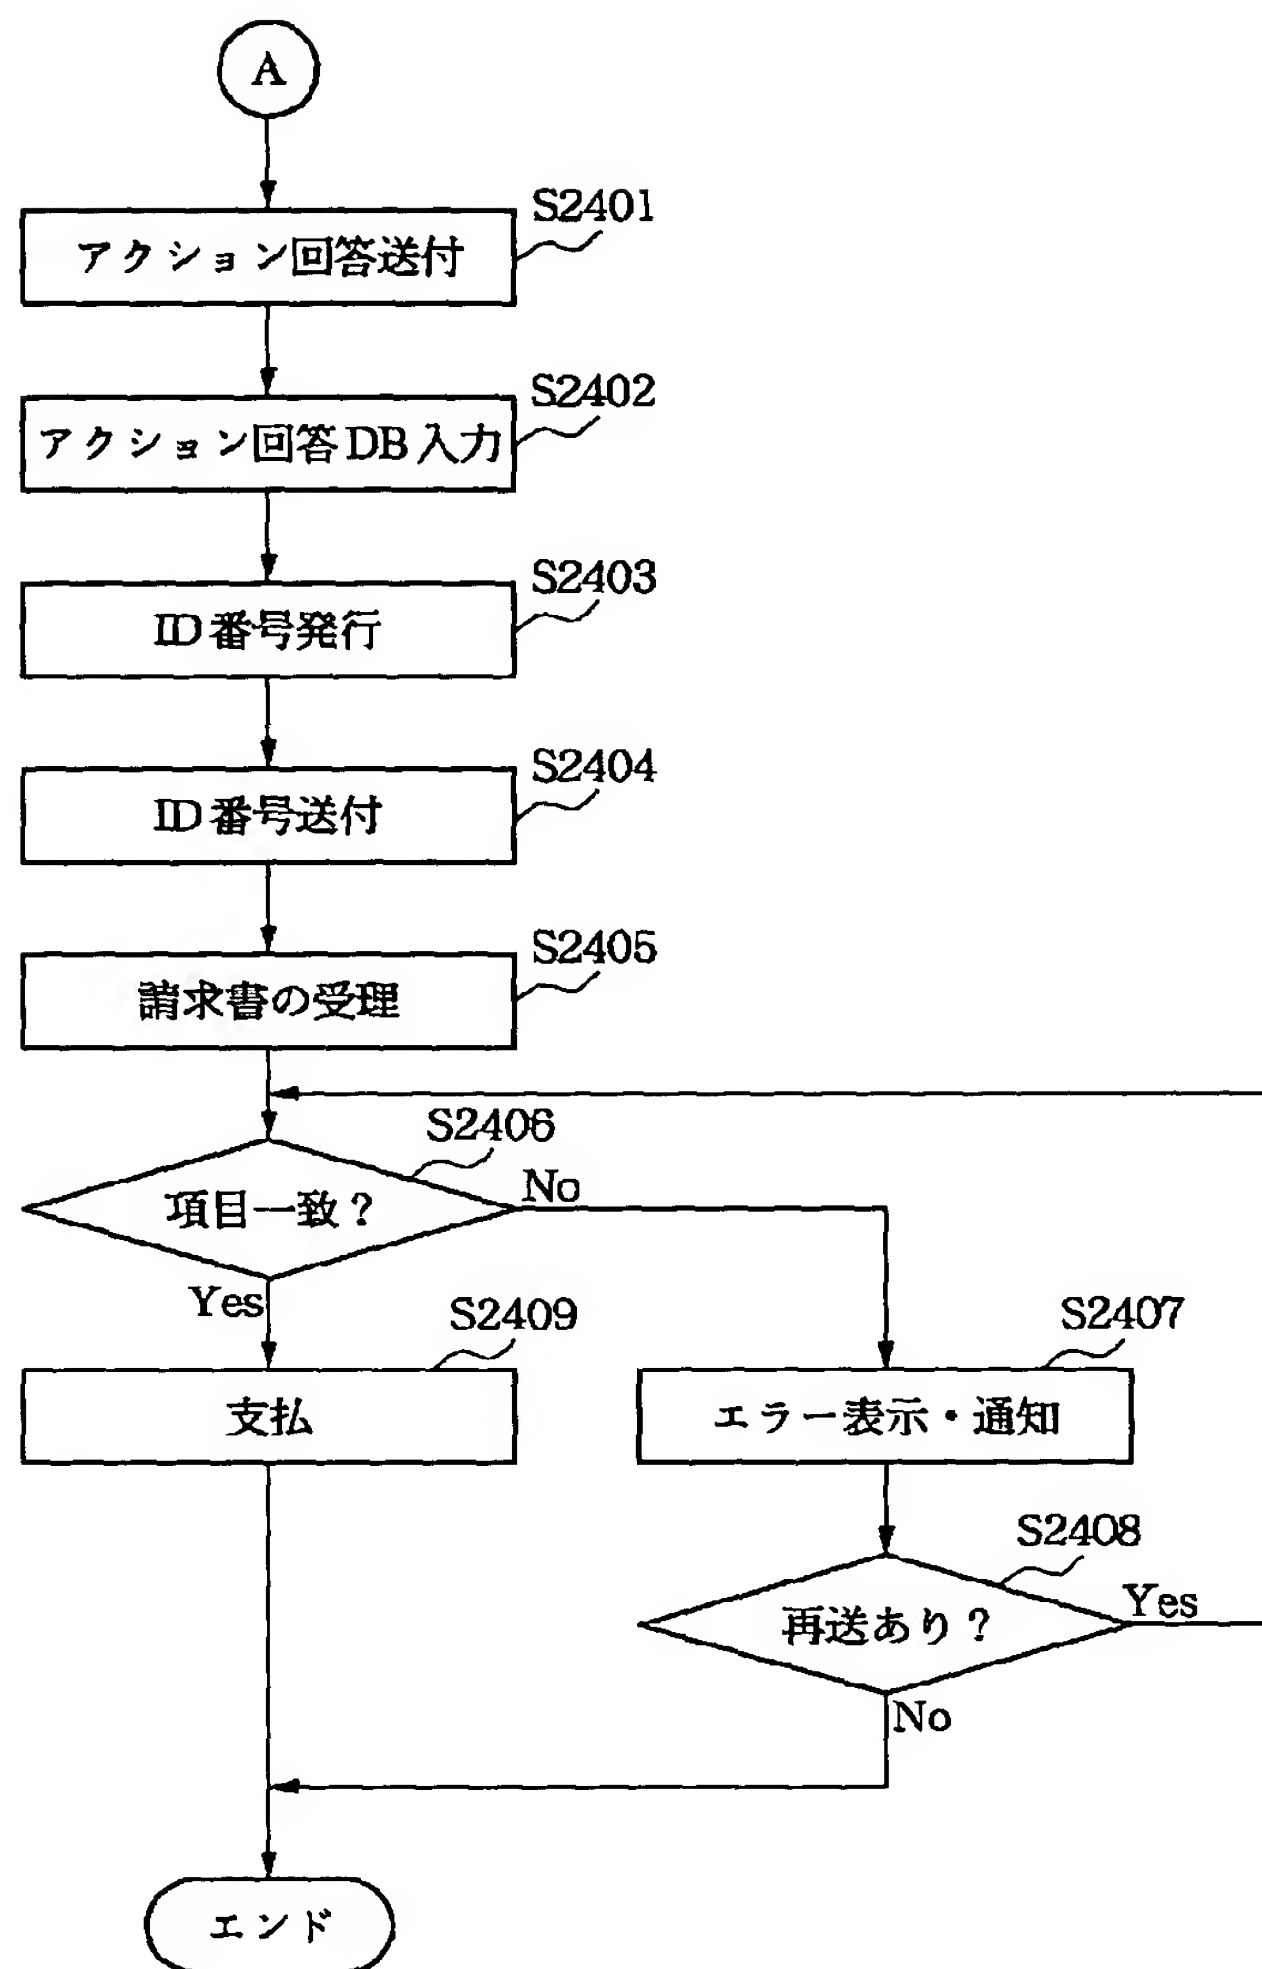 A
S2401
アクション回答送付
S2402
アクション回答DB入力
S2403
ID番号発行
S2404
ID番号送付
S2405
請求書の受理
S2406
項目一致?
No
Yes
S2409
支払
S2407
エラー表示・通知
S2408
再送あり?
Yes
No
エンド